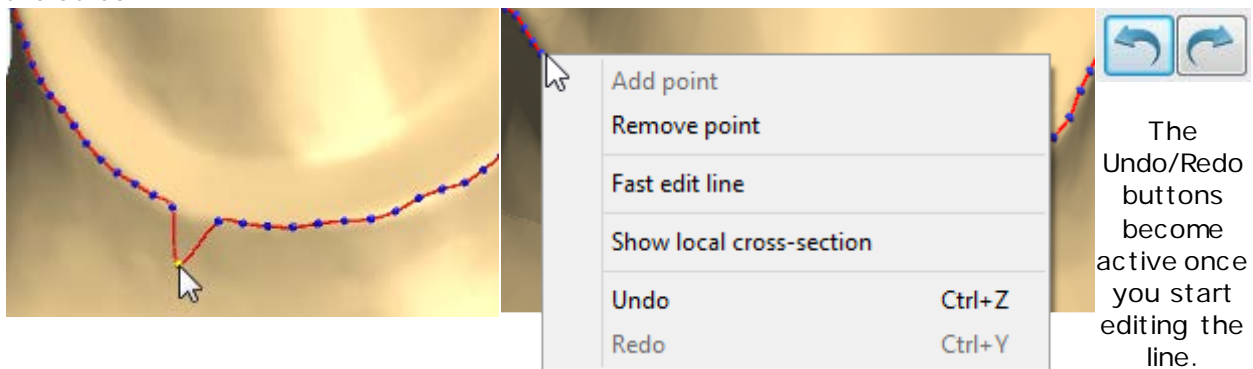 Add point
Remove point
Fast edit line
Show local cross-section
Undo Ctrl+Z
Redo Ctrl+Y
The
Undo/Redo
buttons
become
active once
you start
editing the
line.